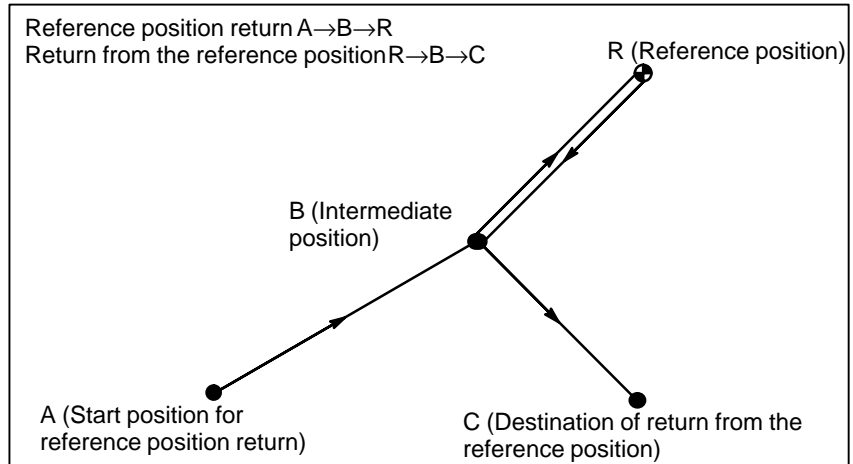 Reference position return A→B→R
Return from the reference position R→B→C
R (Reference position)
B (Intermediate
position)
A (Start position for
reference position return)
C (Destination of return from the
reference position)